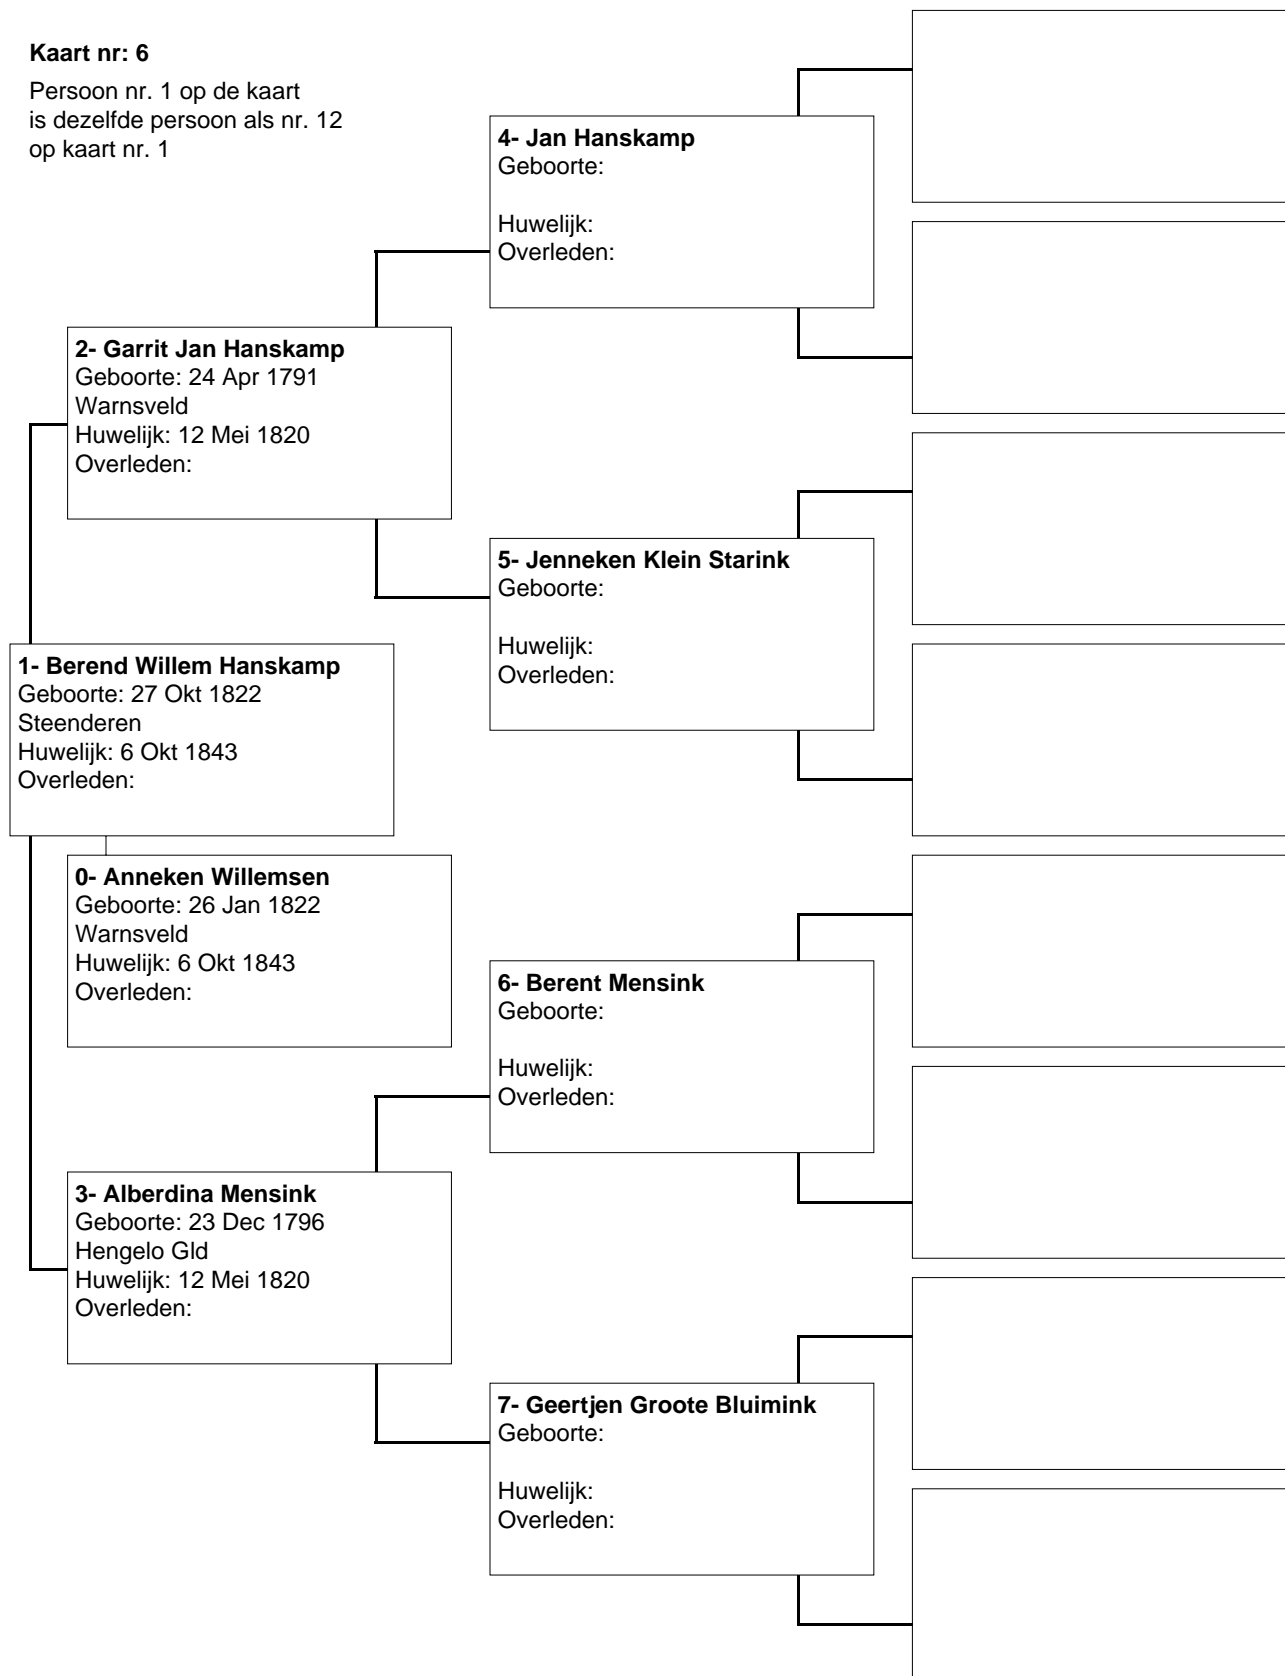 Kaart nr: 6
Persoon nr. 1 op de kaart
is dezelfde persoon als nr. 12
op kaart nr. 1
4- Jan Hanskamp
Geboorte:
Huwelijk:
Overleden:
2- Garrit Jan Hanskamp
Geboorte: 24 Apr 1791
Warnsveld
Huwelijk: 12 Mei 1820
Overleden:
5- Jenneken Klein Starink
Geboorte:
Huwelijk:
Overleden:
1- Berend Willem Hanskamp
Geboorte: 27 Okt 1822
Steenderen
Huwelijk: 6 Okt 1843
Overleden:
0- Anneken Willemsen
Geboorte: 26 Jan 1822
Warnsveld
Huwelijk: 6 Okt 1843
Overleden:
6- Berent Mensink
Geboorte:
Huwelijk:
Overleden:
3- Alberdina Mensink
Geboorte: 23 Dec 1796
Hengelo Gld
Huwelijk: 12 Mei 1820
Overleden:
7- Geertjen Groote Bluimink
Geboorte:
Huwelijk:
Overleden: